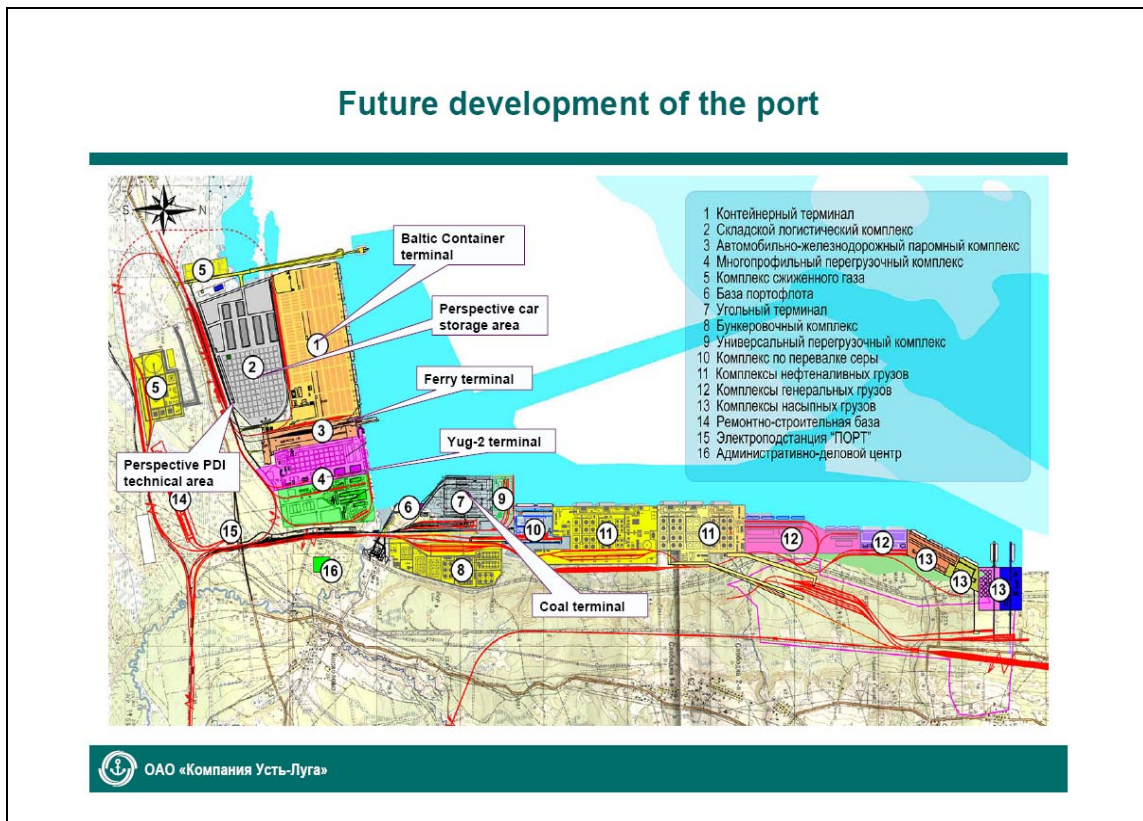 Future development of the port
S
N
Baltic Container
terminal
Perspective car
storage area
Ferry terminal
Yug-2 terminal
Perspective PDI
technical area
Coal terminal
1 Контейнерный терминал
2 Складской логистический комплекс
3 Автомобильно-железнодорожный паромный комплекс
4 Многопрофильный перегрузочный комплекс
5 Комплекс сжиженного газа
6 База портофлота
7 Угольный терминал
8 Бункеровочный комплекс
9 Универсальный перегрузочный комплекс
10 Комплекс по перевалке серы
11 Комплексы нефтеналивных грузов
12 Комплексы генеральных грузов
13 Комплексы насыпных грузов
14 Ремонтно-строительная база
15 Электроподстанция "ПОРТ"
16 Административно-деловой центр
5
1
2
5
3
4
14
15
16
6
7
9
8
10
11
11
12
12
13
13
13
ОАО «Компания Усть-Луга»